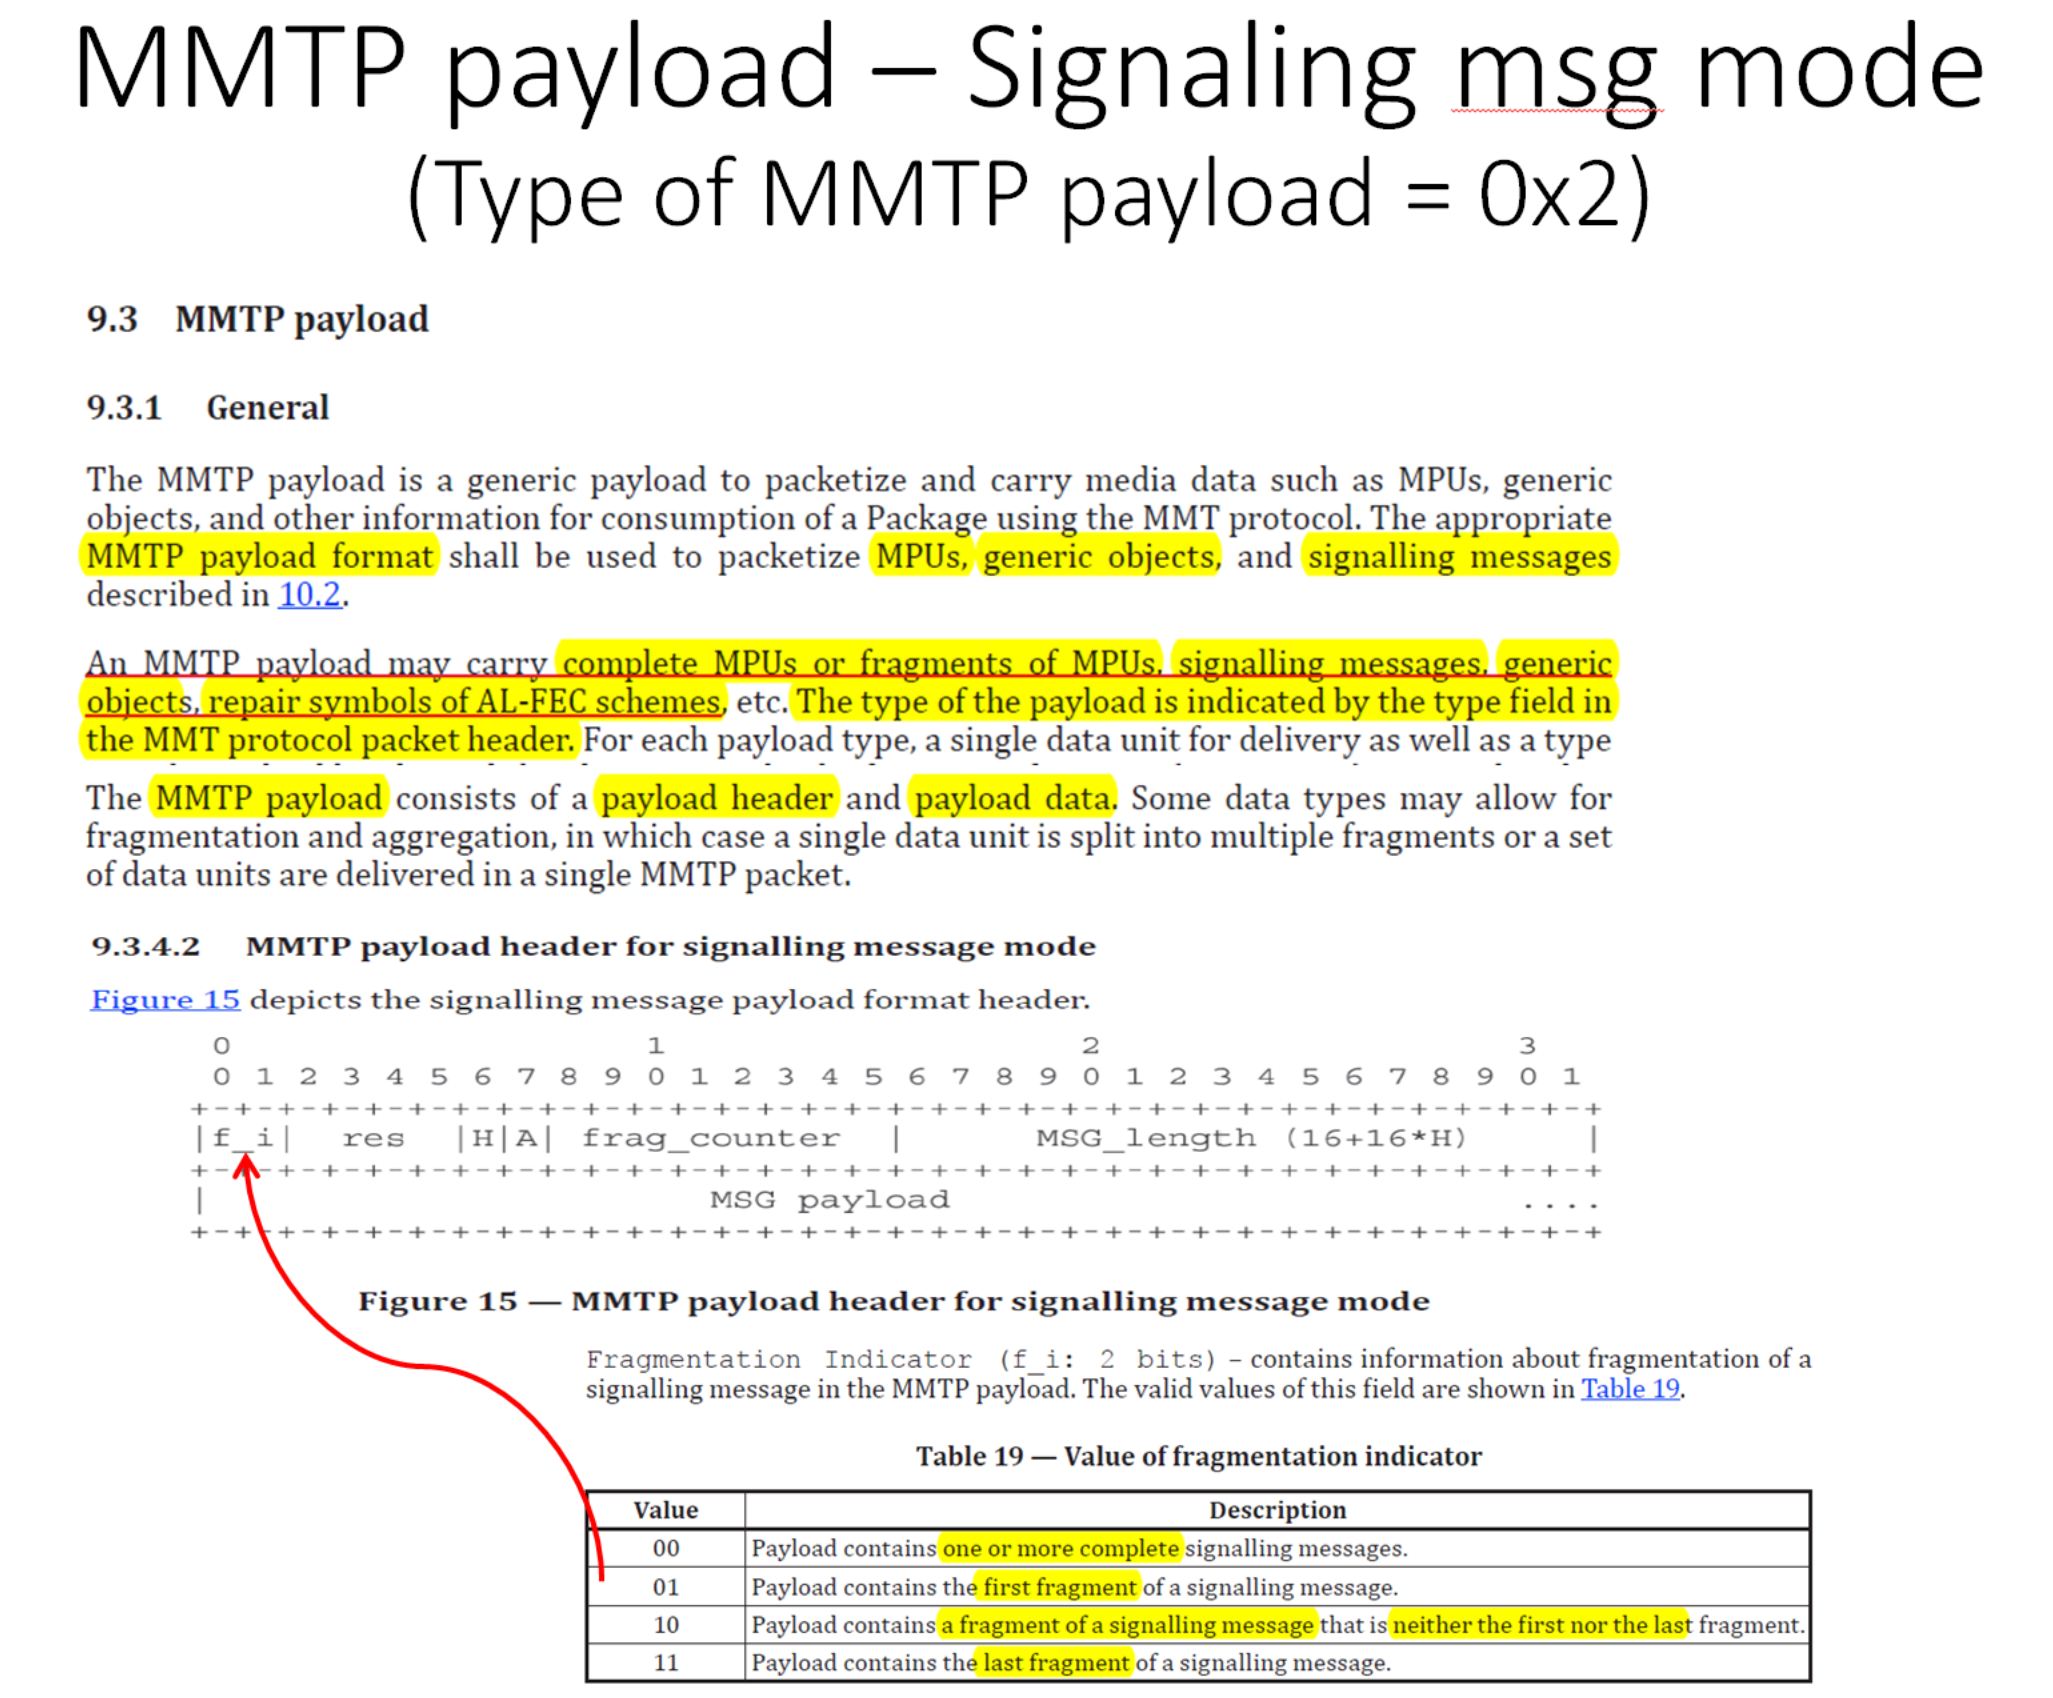 MMTP payload – Signaling msg mode
(Type of MMTP payload = 0x2)
9.3 MMTP payload
9.3.1 General
The MMTP payload is a generic payload to packetize and carry media data such as MPUs, generic
objects, and other information for consumption of a Package using the MMT protocol. The appropriate
MMTP payload format shall be used to packetize MPUs, generic objects, and signalling messages
described in 10.2.
An MMTP payload may carry complete MPUs or fragments of MPUs, signalling messages, generic
objects, repair symbols of AL-FEC schemes, etc. The type of the payload is indicated by the type field in
the MMT protocol packet header. For each payload type, a single data unit for delivery as well as a type
The MMTP payload consists of a payload header and payload data. Some data types may allow for
fragmentation and aggregation, in which case a single data unit is split into multiple fragments or a set
of data units are delivered in a single MMTP packet.
9.3.4.2 MMTP payload header for signalling message mode
Figure 15 depicts the signalling message payload format header.
0 1 2 3
0 1 2 3 4 5 6 7 8 9 0 1 2 3 4 5 6 7 8 9 0 1 2 3 4 5 6 7 8 9 0 1
+-+-+-+-+-+-+-+-+-+-+-+-+-+-+-+-+-+-+-+-+-+-+-+-+-+-+-+-+-+-+-+-+
|f_i| res |H|A| frag_counter | MSG_length (16+16*H) |
+-+-+-+-+-+-+-+-+-+-+-+-+-+-+-+-+-+-+-+-+-+-+-+-+-+-+-+-+-+-+-+-+
| MSG payload ....
+-+-+-+-+-+-+-+-+-+-+-+-+-+-+-+-+-+-+-+-+-+-+-+-+-+-+-+-+-+-+-+-+
Figure 15 — MMTP payload header for signalling message mode
Fragmentation Indicator (f_i: 2 bits) – contains information about fragmentation of a
signalling message in the MMTP payload. The valid values of this field are shown in Table 19.
Table 19 — Value of fragmentation indicator
Value Description
00 Payload contains one or more complete signalling messages.
01 Payload contains the first fragment of a signalling message.
10 Payload contains a fragment of a signalling message that is neither the first nor the last fragment.
11 Payload contains the last fragment of a signalling message.